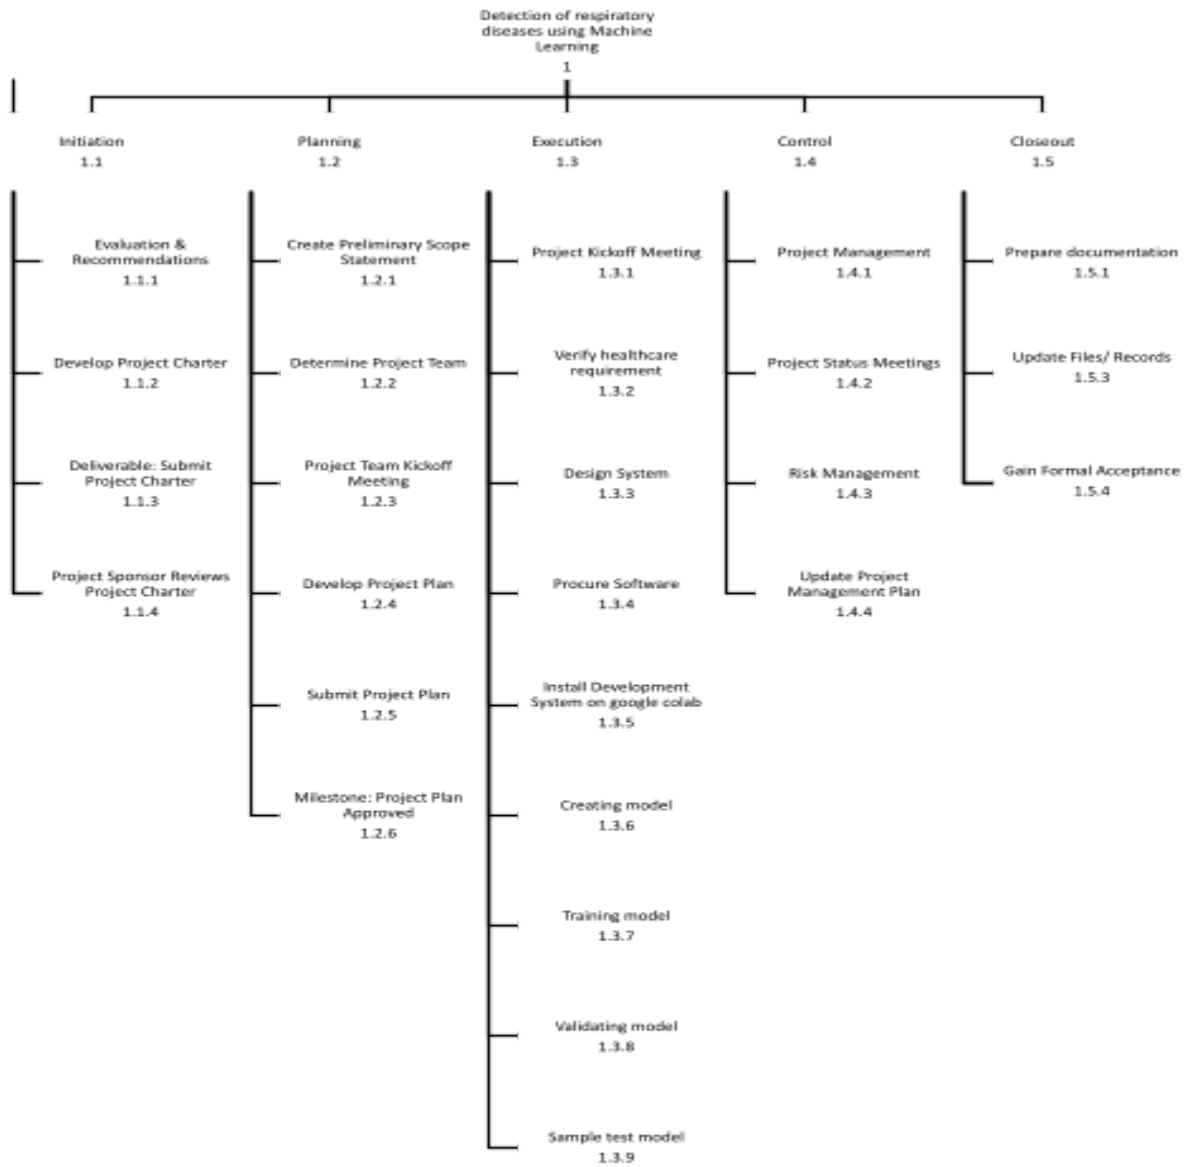 Detection of respiratory
diseases using Machine
Learning
1
Initiation
1.1
Planning
1.2
Execution
1.3
Control
1.4
Closeout
1.5
Evaluation &
Recommendations
1.1.1
Develop Project Charter
1.1.2
Deliverable: Submit
Project Charter
1.1.3
Project Sponsor Reviews
Project Charter
1.1.4
Create Preliminary Scope
Statement
1.2.1
Determine Project Team
1.2.2
Project Team Kickoff
Meeting
1.2.3
Develop Project Plan
1.2.4
Submit Project Plan
1.2.5
Milestone: Project Plan
Approved
1.2.6
Project Kickoff Meeting
1.3.1
Verify healthcare
requirement
1.3.2
Design System
1.3.3
Procure Software
1.3.4
Install Development
System on google colab
1.3.5
Creating model
1.3.6
Training model
1.3.7
Validating model
1.3.8
Sample test model
1.3.9
Project Management
1.4.1
Project Status Meetings
1.4.2
Risk Management
1.4.3
Update Project
Management Plan
1.4.4
Prepare documentation
1.5.1
Update Files/ Records
1.5.3
Gain Formal Acceptance
1.5.4